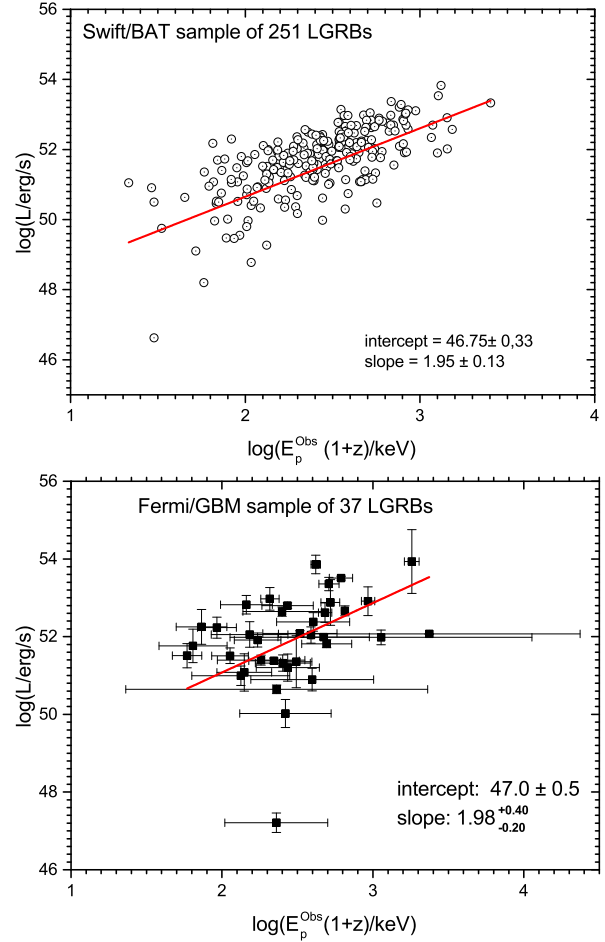 Swift/BAT sample of 251 LGRBs
56
54
52
50
48
46
log(L/erg/s)
intercept = 46.75± 0,33
slope = 1.95 ± 0.13
1 2 3 4
log(E_p^Obs (1+z)/keV)
Fermi/GBM sample of 37 LGRBs
56
54
52
50
48
46
log(L/erg/s)
intercept: 47.0 ± 0.5
slope: 1.98 +0.40 -0.20
1 2 3 4
log(E_p^Obs(1+z)/keV)